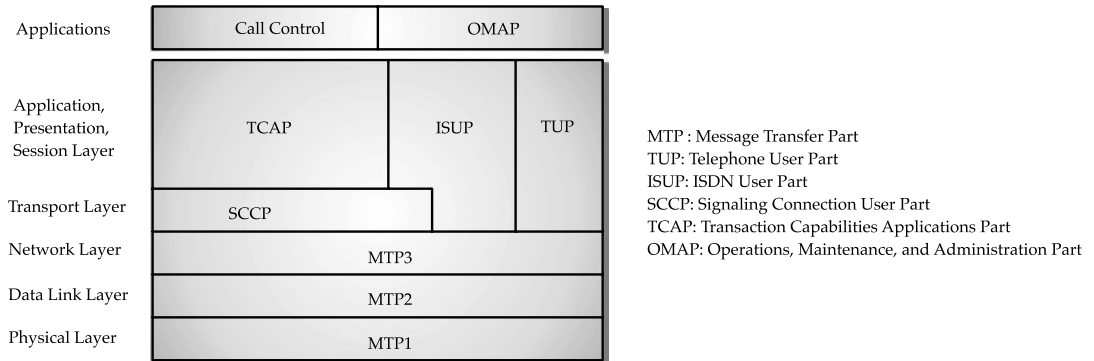 Applications
Call Control
OMAP
Application,
Presentation,
Session Layer
TCAP
ISUP
TUP
Transport Layer
SCCP
Network Layer
MTP3
Data Link Layer
MTP2
Physical Layer
MTP1
MTP : Message Transfer Part
TUP: Telephone User Part
ISUP: ISDN User Part
SCCP: Signaling Connection User Part
TCAP: Transaction Capabilities Applications Part
OMAP: Operations, Maintenance, and Administration Part